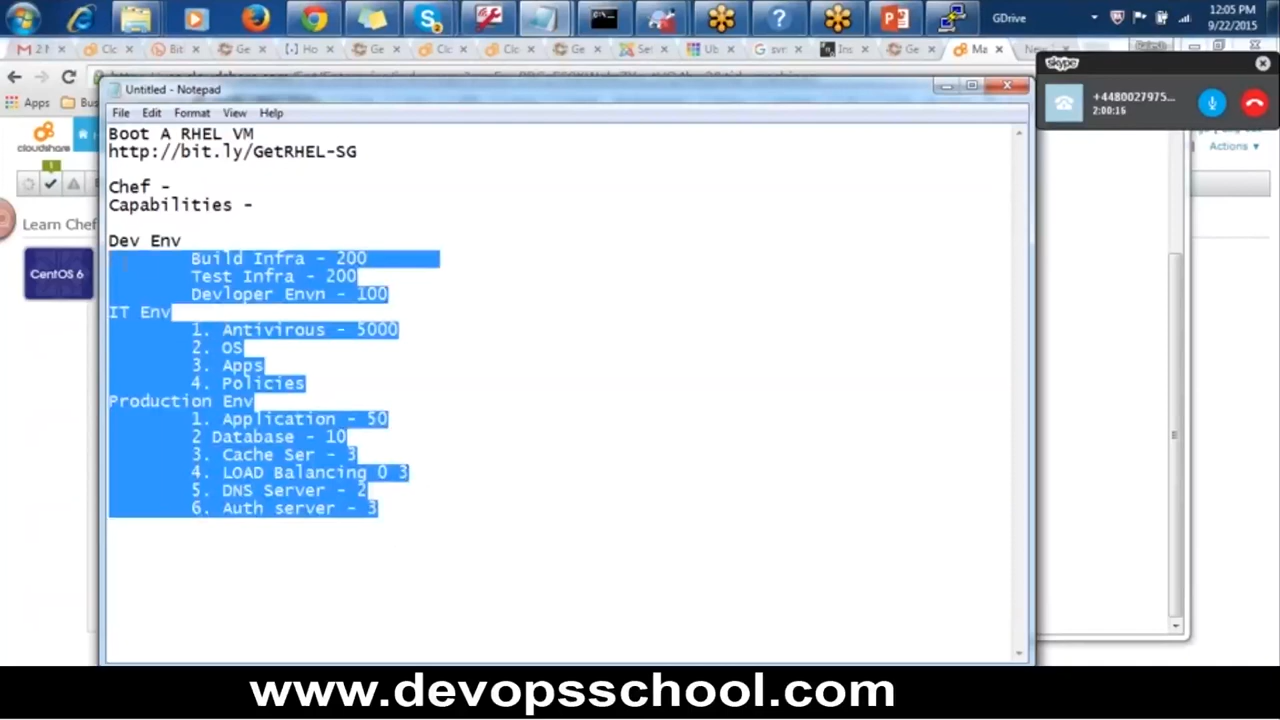 GDrive
12:05 PM
9/22/2015
Apps
Untitled - Notepad
File Edit Format View Help
skype
+4480027975...
2:00:16
Actions
cloudshare
1
Learn Chef
CentOS 6
Boot A RHEL VM
http://bit.ly/GetRHEL-SG
Chef -
Capabilities -
Dev Env
Build Infra - 200
Test Infra - 200
Devloper Envn - 100
IT Env
1. Antivirous - 5000
2. OS
3. Apps
4. Policies
Production Env
1. Application - 50
2 Database - 10
3. Cache Ser - 3
4. LOAD Balancing 0 3
5. DNS Server - 2
6. Auth server - 3
www.devopsschool.com